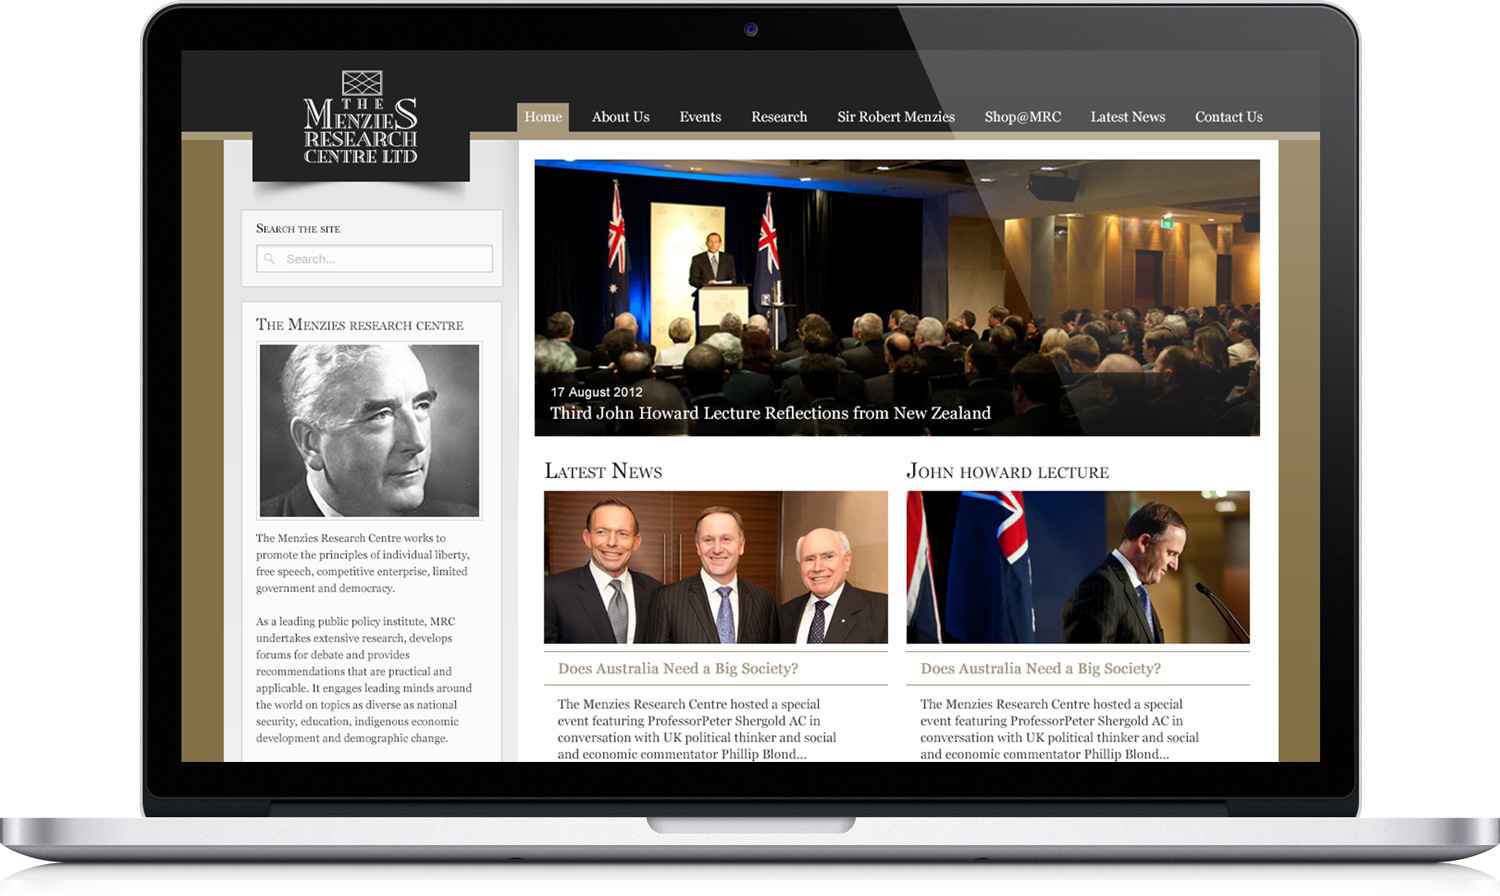 THE
MENZIES
RESEARCH
CENTRE LTD
Home
About Us
Events
Research
Sir Robert Menzies
Shop@MRC
Latest News
Contact Us
SEARCH THE SITE
Search...
THE MENZIES RESEARCH CENTRE
The Menzies Research Centre works to
promote the principles of individual liberty,
free speech, competitive enterprise, limited
government and democracy.
As a leading public policy institute, MRC
undertakes extensive research, develops
forums for debate and provides
recommendations that are practical and
applicable. It engages leading minds around
the world on topics as diverse as national
security, education, indigenous economic
development and demographic change.
17 August 2012
Third John Howard Lecture Reflections from New Zealand
LATEST NEWS
Does Australia Need a Big Society?
The Menzies Research Centre hosted a special
event featuring ProfessorPeter Shergold AC in
conversation with UK political thinker and social
and economic commentator Phillip Blond...
JOHN HOWARD LECTURE
Does Australia Need a Big Society?
The Menzies Research Centre hosted a special
event featuring ProfessorPeter Shergold AC in
conversation with UK political thinker and social
and economic commentator Phillip Blond...